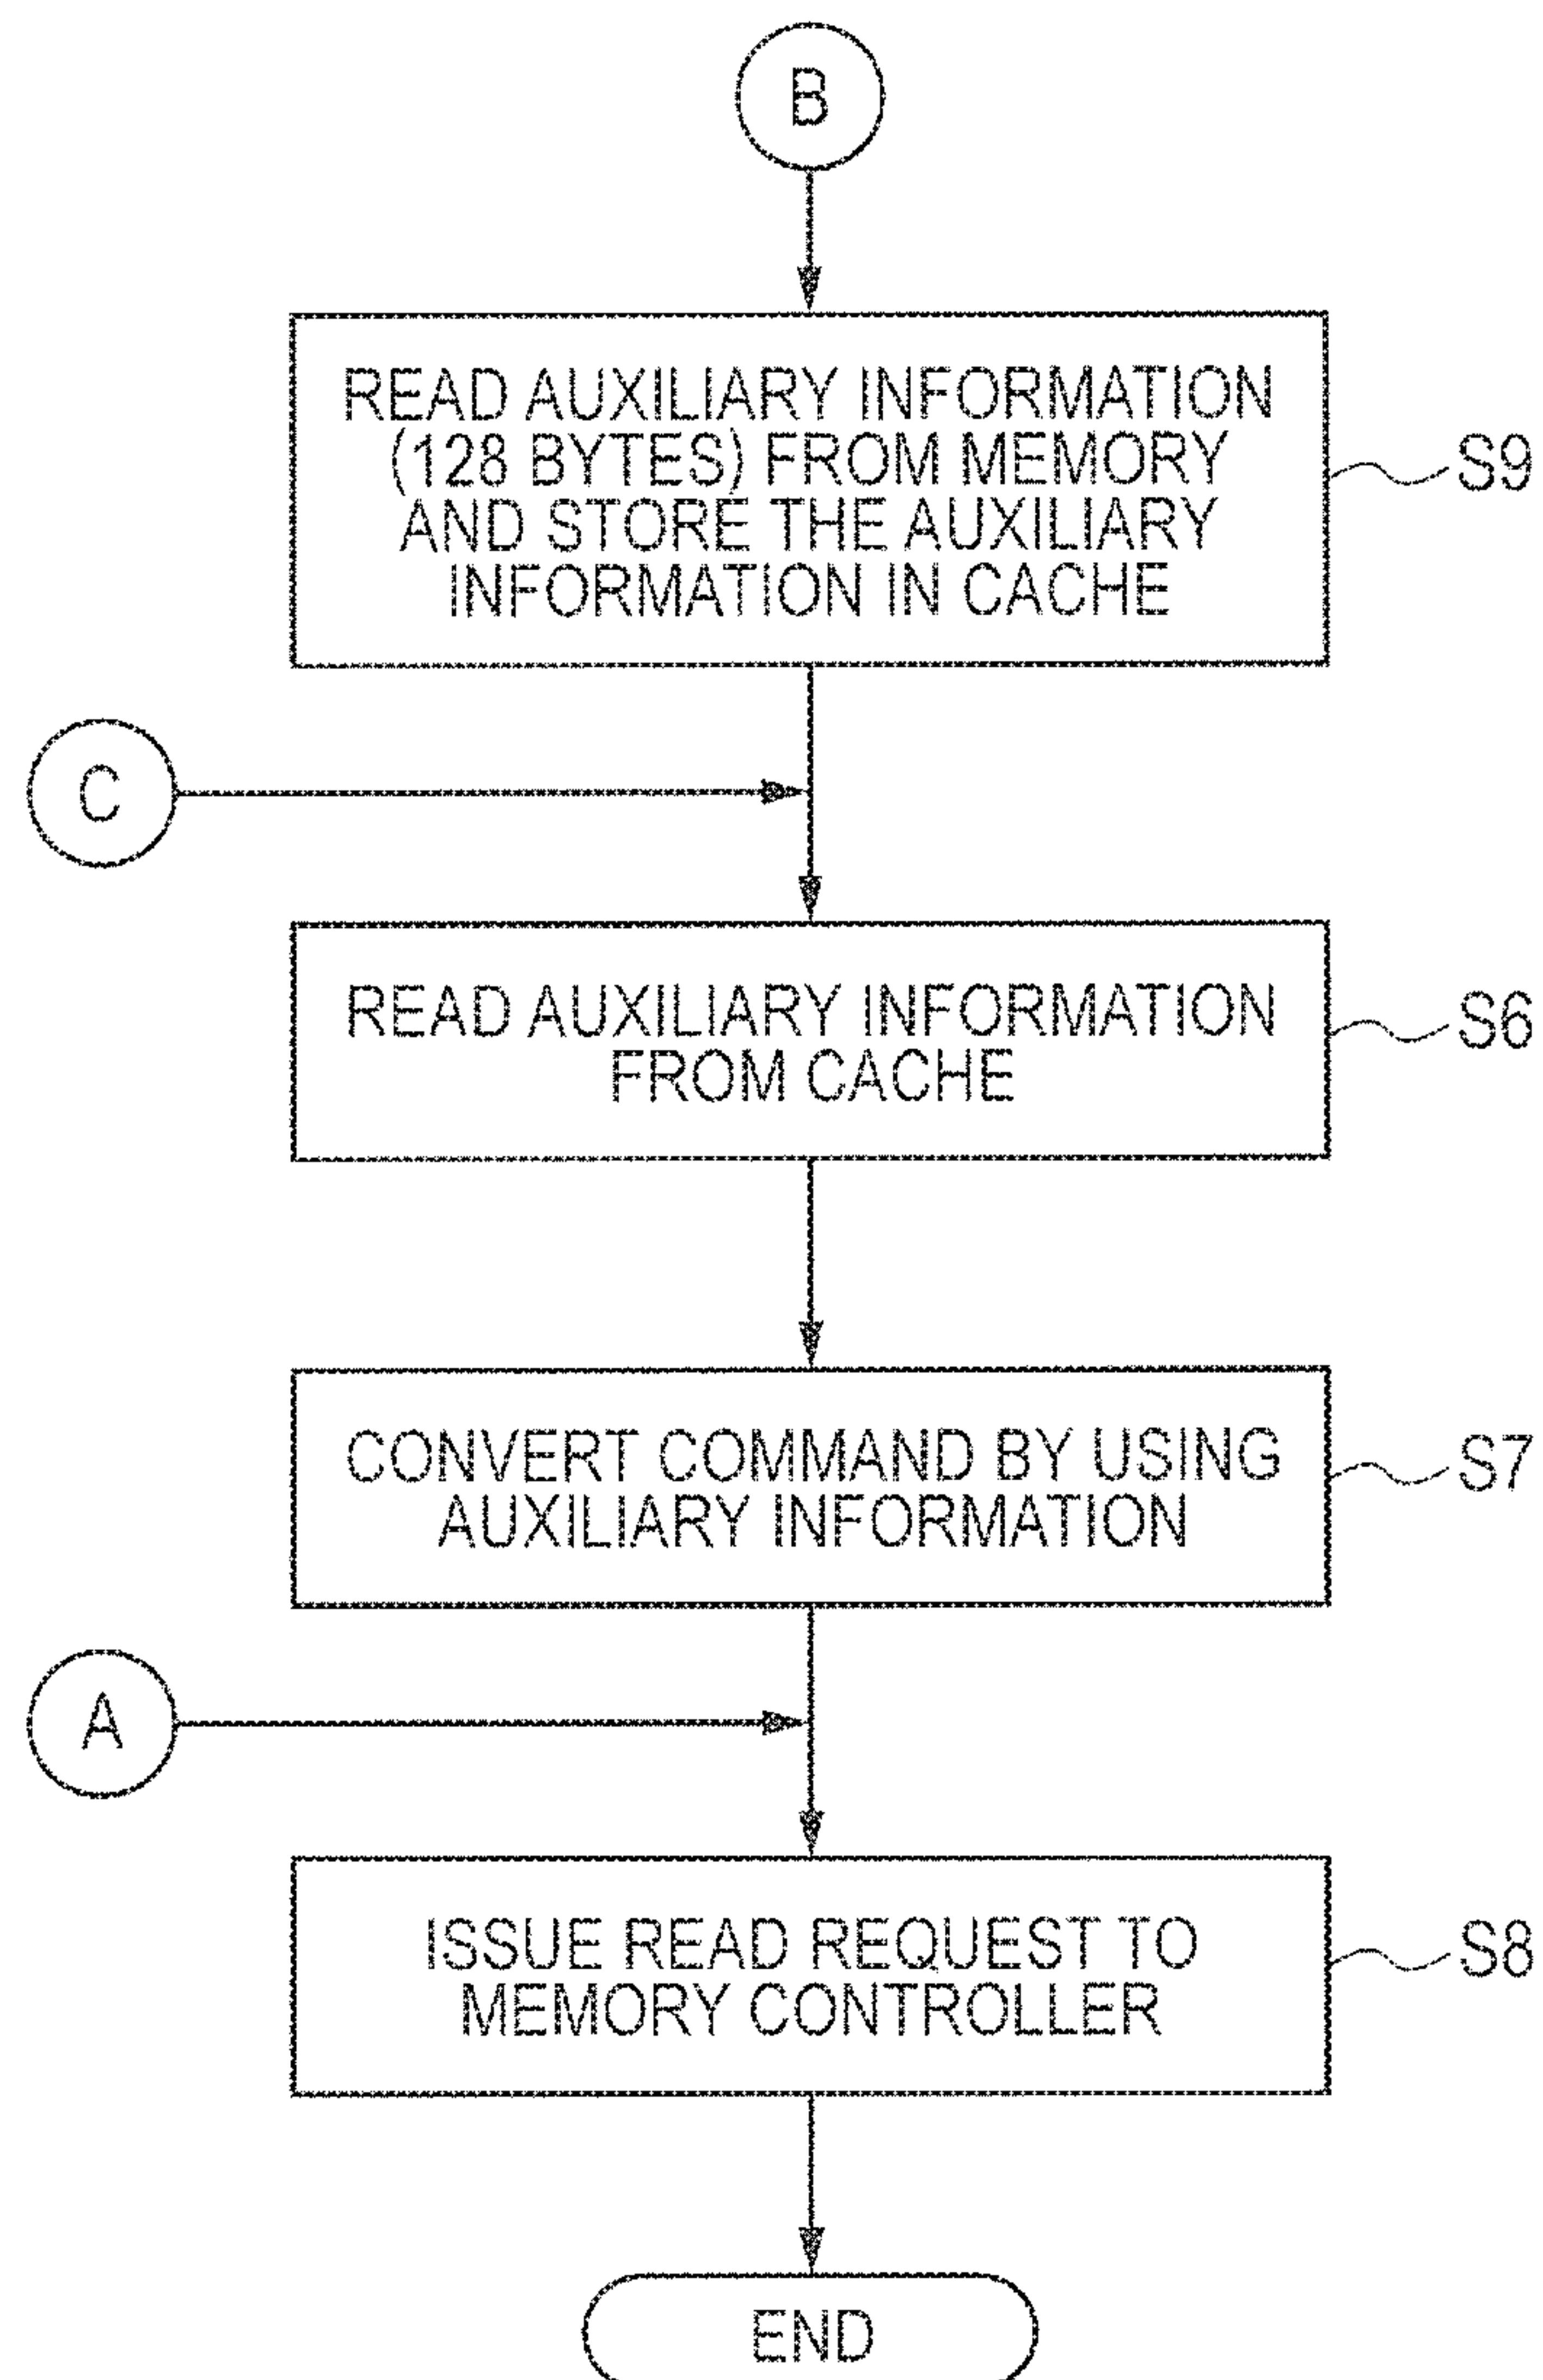 B
READ AUXILIARY INFORMATION
(128 BYTES) FROM MEMORY
AND STORE THE AUXILIARY
INFORMATION IN CACHE
S9
C
READ AUXILIARY INFORMATION
FROM CACHE
S6
CONVERT COMMAND BY USING
AUXILIARY INFORMATION
S7
A
ISSUE READ REQUEST TO
MEMORY CONTROLLER
S8
END